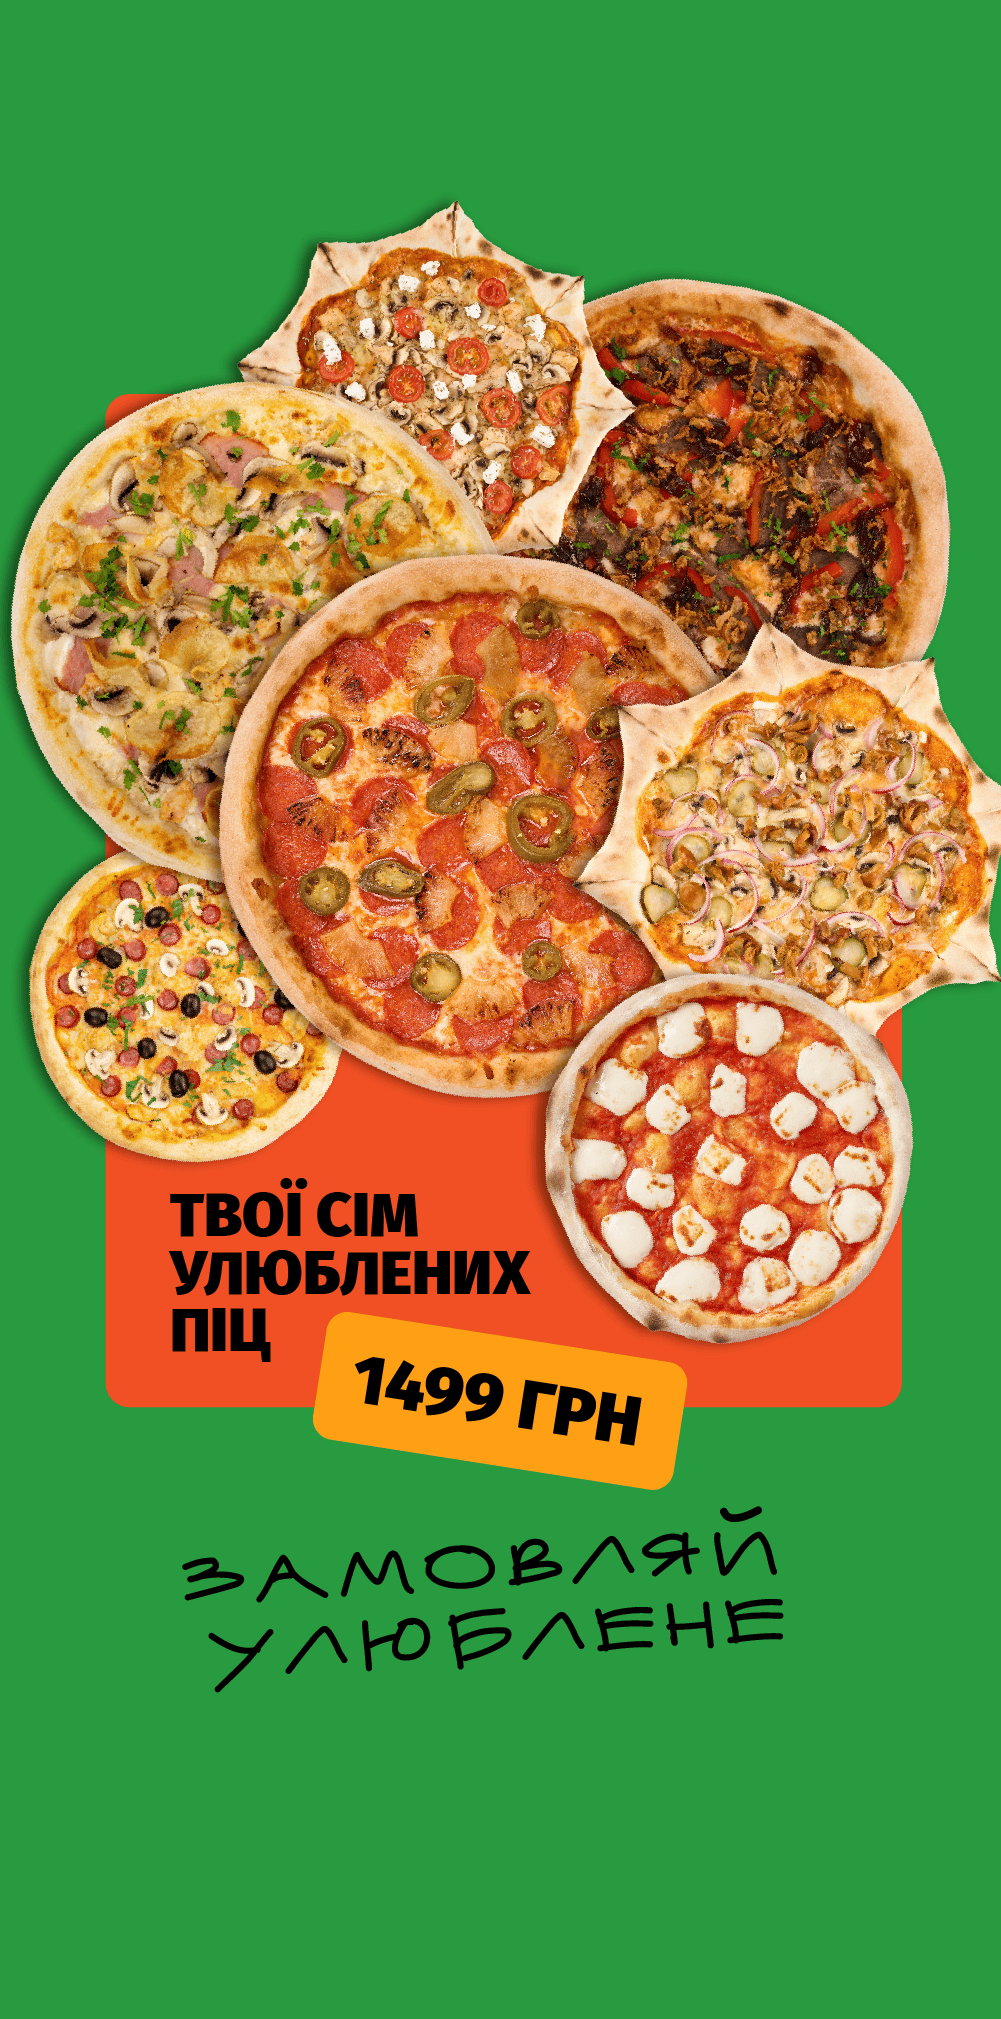 ТВОЇ СІМ
УЛЮБЛЕНИХ
ПІЦ
1499 ГРН
ЗАМОВЛЯЙ
УЛЮБЛЕНЕ